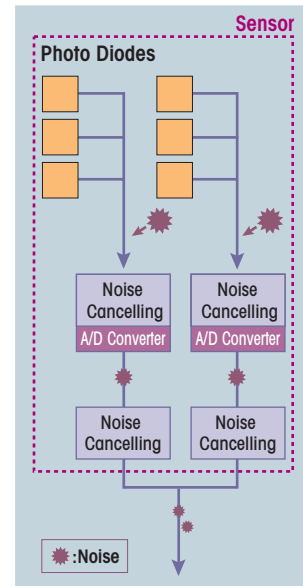 Sensor
Photo Diodes
Noise
Cancelling
A/D Converter
Noise
Cancelling
A/D Converter
Noise
Cancelling
Noise
Cancelling
:Noise